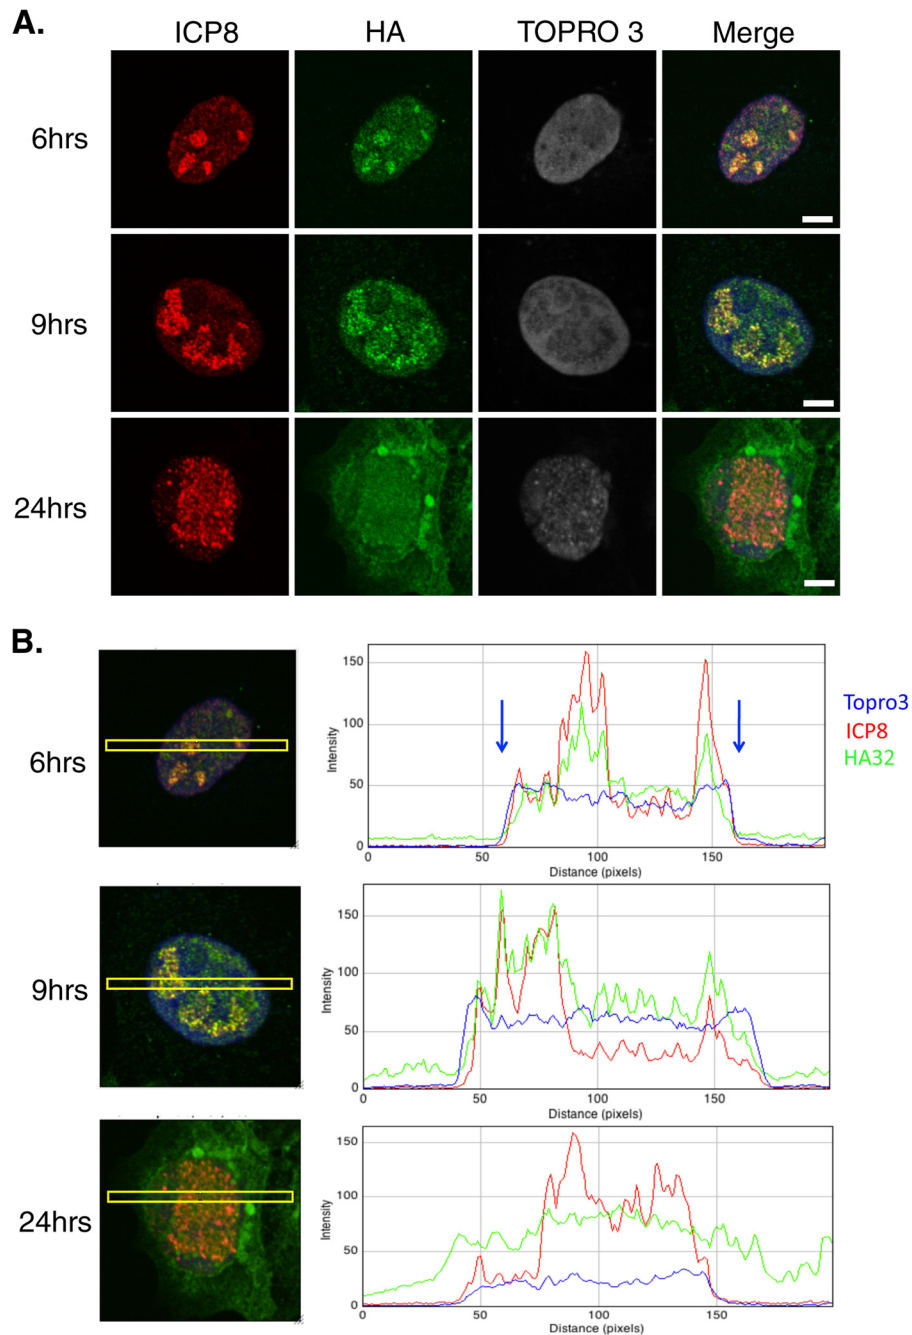 A.
ICP8 HA TOPRO 3 Merge
6hrs
9hrs
24hrs
B.
6hrs
150
100
50
0
Intensity
0 50 100 150
Distance (pixels)
Topro3
ICP8
HA32
9hrs
150
100
50
0
Intensity
0 50 100 150
Distance (pixels)
24hrs
150
100
50
0
Intensity
0 50 100 150
Distance (pixels)